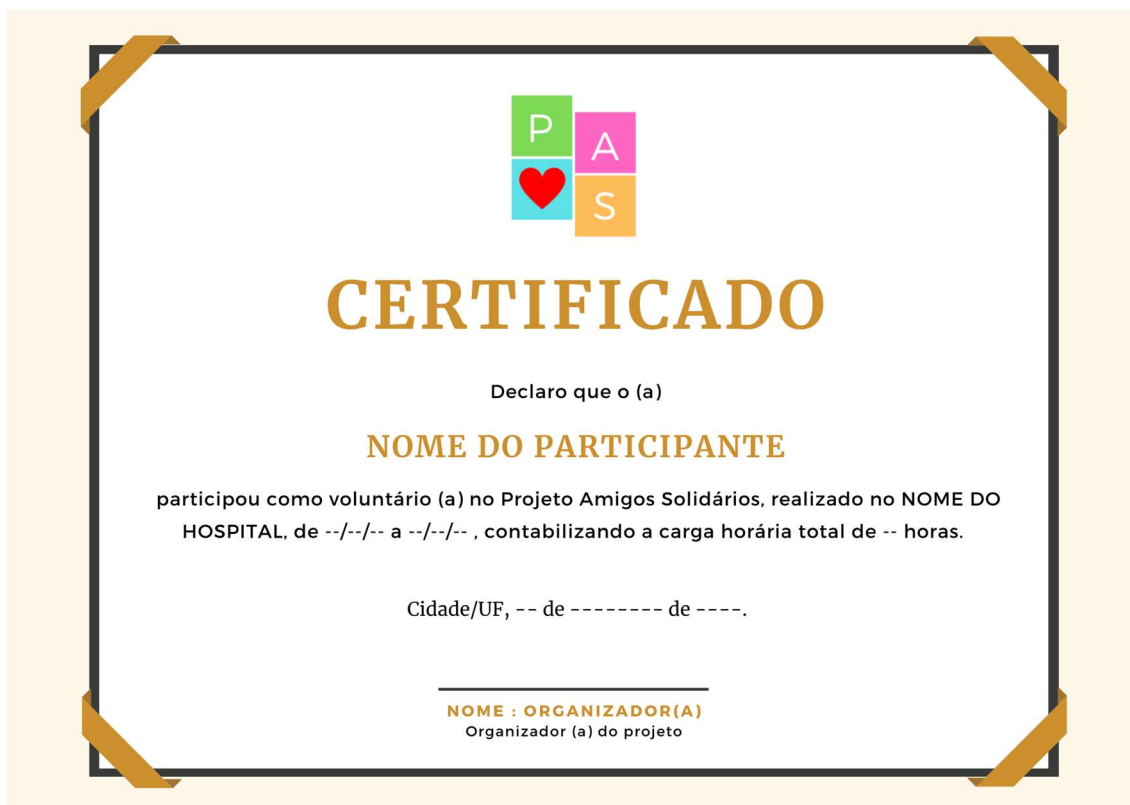 P
A
S
CERTIFICADO
Declaro que o (a)
NOME DO PARTICIPANTE
participou como voluntário (a) no Projeto Amigos Solidários, realizado no NOME DO
HOSPITAL, de --/--/-- a --/--/-- , contabilizando a carga horária total de -- horas.
Cidade/UF, -- de -------- de ----.
NOME : ORGANIZADOR(A)
Organizador (a) do projeto